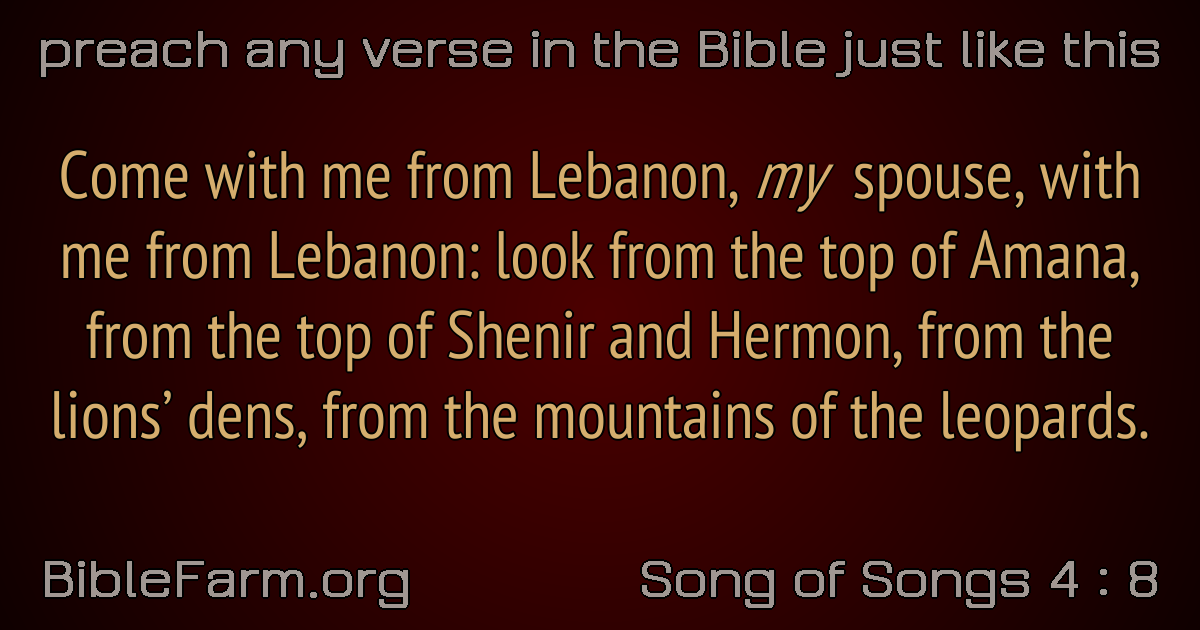 preach any verse in the Bible just like this
Come with me from Lebanon, my spouse, with
me from Lebanon: look from the top of Amana,
from the top of Shenir and Hermon, from the
lions’ dens, from the mountains of the leopards.
BibleFarm.org
Song of Songs 4 : 8